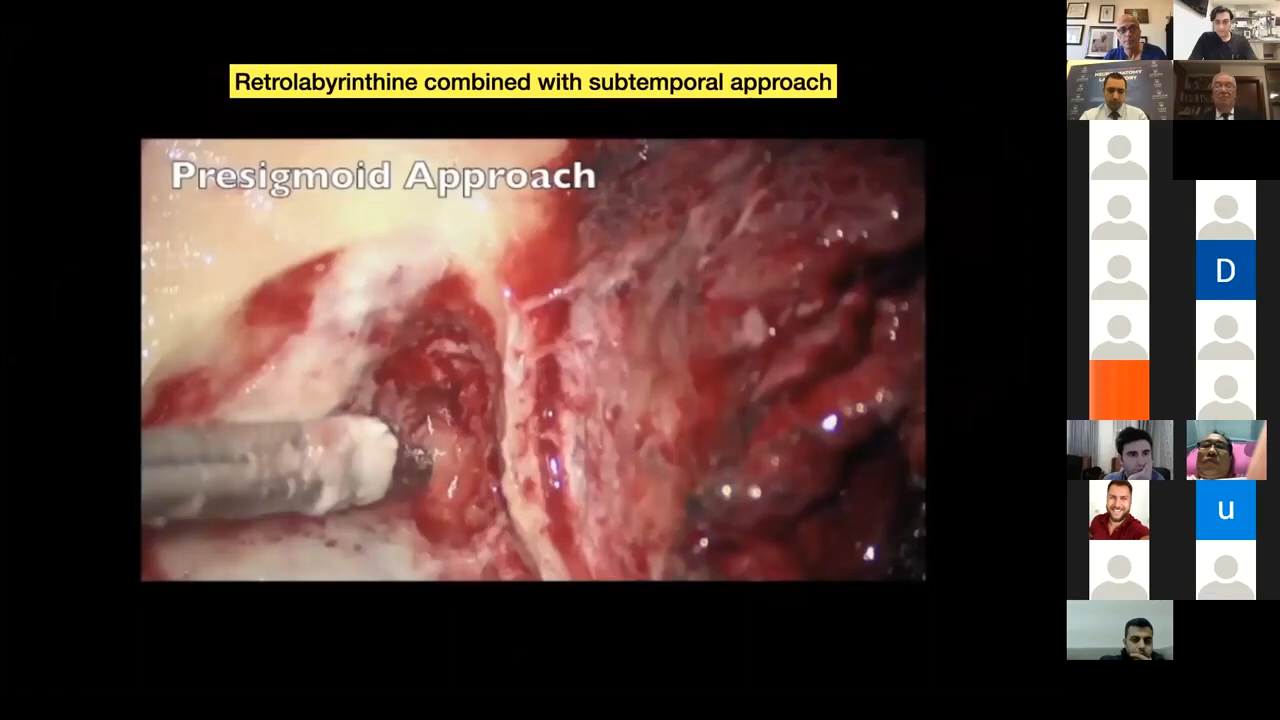 Retrolabyrinthine combined with subtemporal approach
Presigmoid Approach
D
u